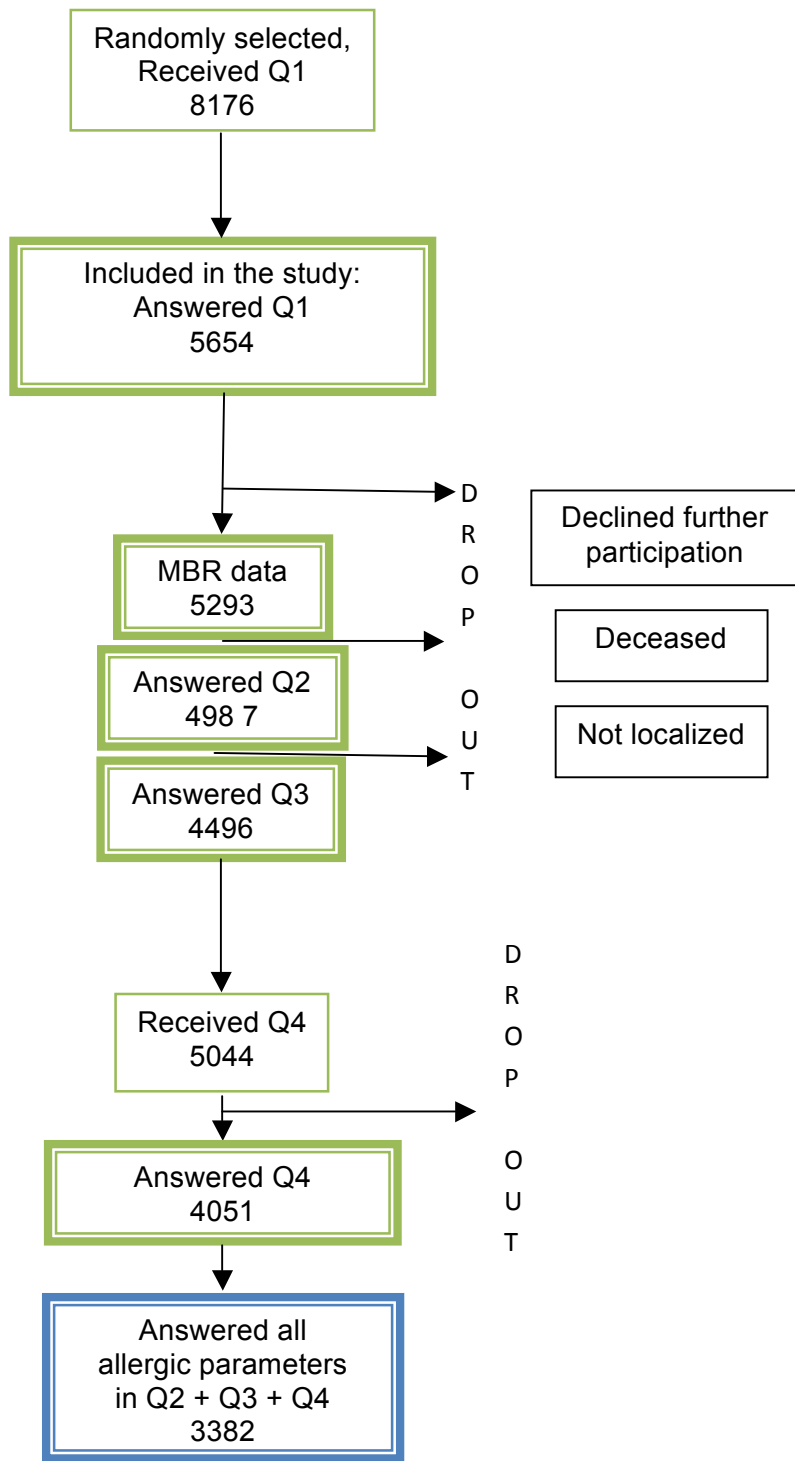 Randomly selected,
Received Q1
8176
Included in the study:
Answered Q1
5654
D
R
O
P
O
U
T
Declined further
participation
MBR data
5293
Deceased
Answered Q2
498 7
Not localized
Answered Q3
4496
D
R
O
P
O
U
T
Received Q4
5044
Answered Q4
4051
Answered all
allergic parameters
in Q2 + Q3 + Q4
3382